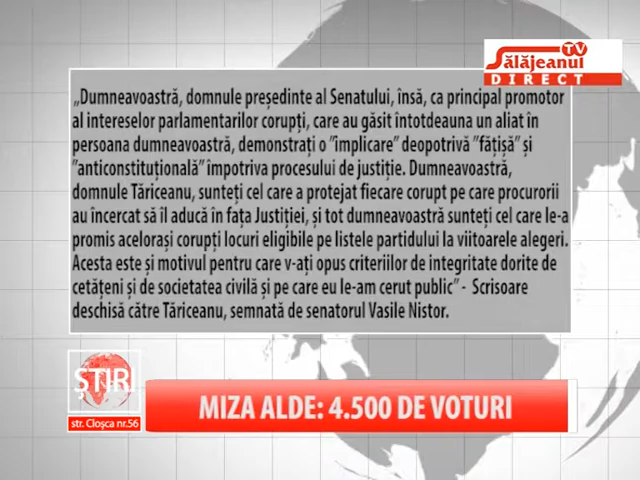 Sălăjeanul TV
DIRECT
„Dumneavoastră, domnule președinte al Senatului, însă, ca principal promotor
al intereselor parlamentarilor corupți, care au găsit întotdeauna un aliat în
persoana dumneavoastră, demonstrați o "implicare" deopotrivă "fățișă" și
"anticonstituțională" împotriva procesului de justiție. Dumneavoastră,
domnule Tăriceanu, sunteți cel care a protejat fiecare corupt pe care procurorii
au încercat să îl aducă în fața Justiției, și tot dumneavoastră sunteți cel care le-a
promis acelorași corupți locuri eligibile pe listele partidului la viitoarele alegeri.
Acesta este și motivul pentru care v-ați opus criteriilor de integritate dorite de
cetățeni și de societatea civilă și pe care eu le-am cerut public" - Scrisoare
deschisă către Tăriceanu, semnată de senatorul Vasile Nistor.
ȘTIR
str. Cloșca nr.56
MIZA ALDE: 4.500 DE VOTURI